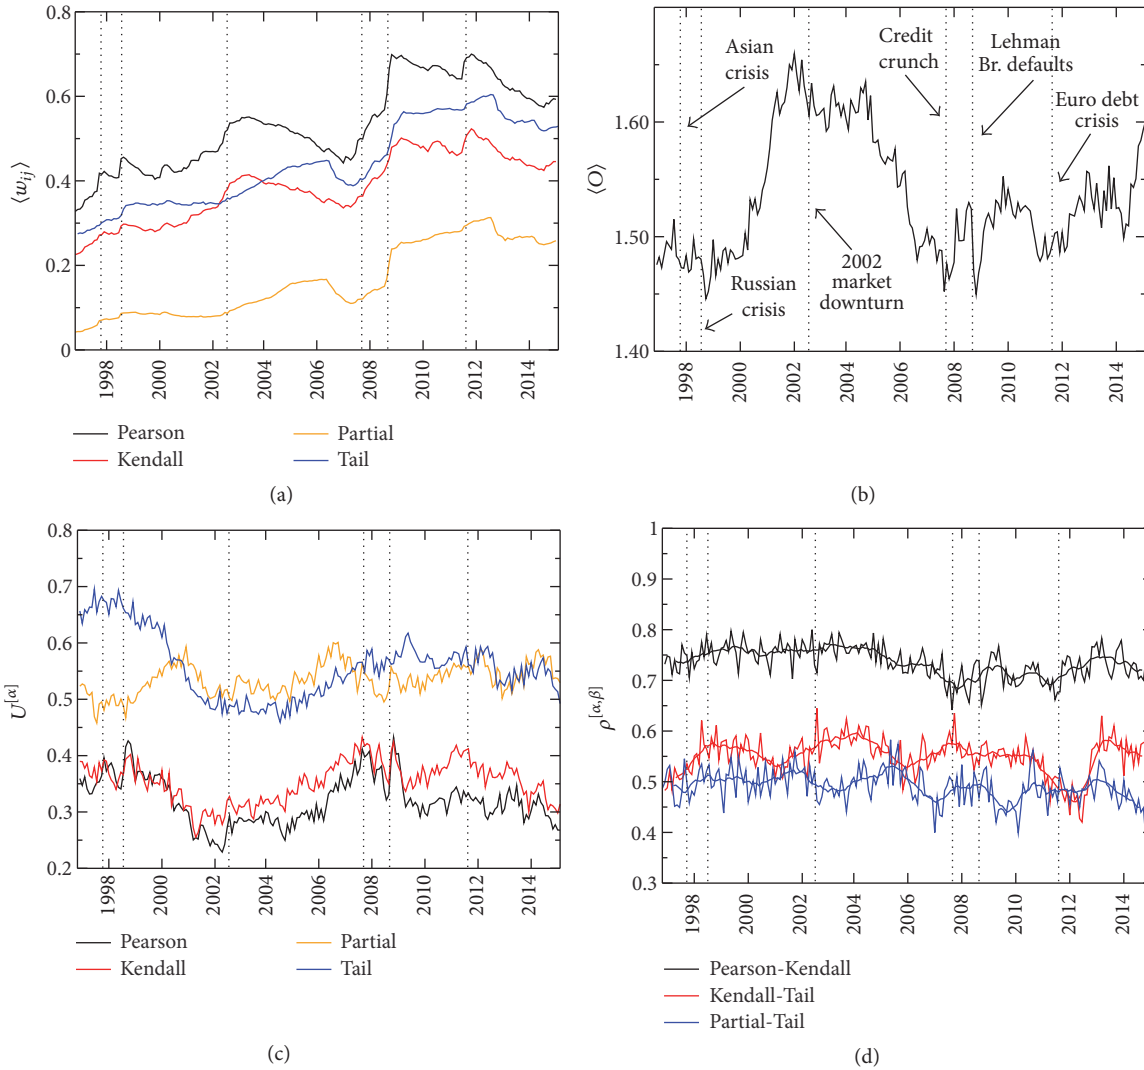 0.8
0.6
0.4
0.2
0
⟨w_ij⟩
1998
2000
2002
2004
2006
2008
2010
2012
2014
Pearson
Kendall
Partial
Tail
(a)
1.60
1.50
1.40
⟨O⟩
Asian
crisis
Credit
crunch
Lehman
Br. defaults
Euro debt
crisis
2002
market
downturn
Russian
crisis
1998
2000
2002
2004
2006
2008
2010
2012
2014
(b)
0.8
0.7
0.6
0.5
0.4
0.3
0.2
U^[α]
1998
2000
2002
2004
2006
2008
2010
2012
2014
Pearson
Kendall
Partial
Tail
(c)
1
0.9
0.8
0.7
0.6
0.5
0.4
0.3
ρ^[α,β]
1998
2000
2002
2004
2006
2008
2010
2012
2014
Pearson-Kendall
Kendall-Tail
Partial-Tail
(d)